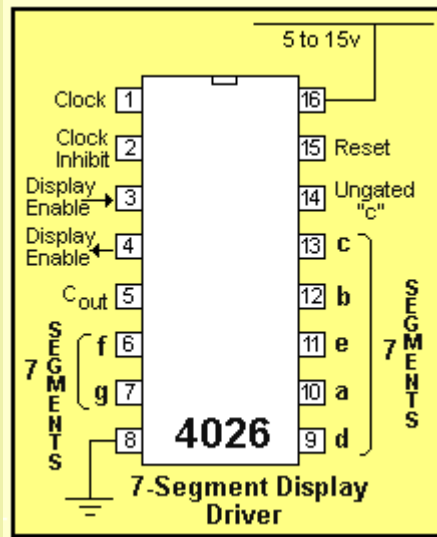 5 to 15v
Clock 1
16
Clock
Inhibit 2
15 Reset
Display
Enable 3
14 Ungated
"c"
Display
Enable 4
13 c
Cout 5
12 b
f 6
11 e
g 7
10 a
8
9 d
7 SEGMENTS
7 SEGMENTS
4026
7-Segment Display
Driver